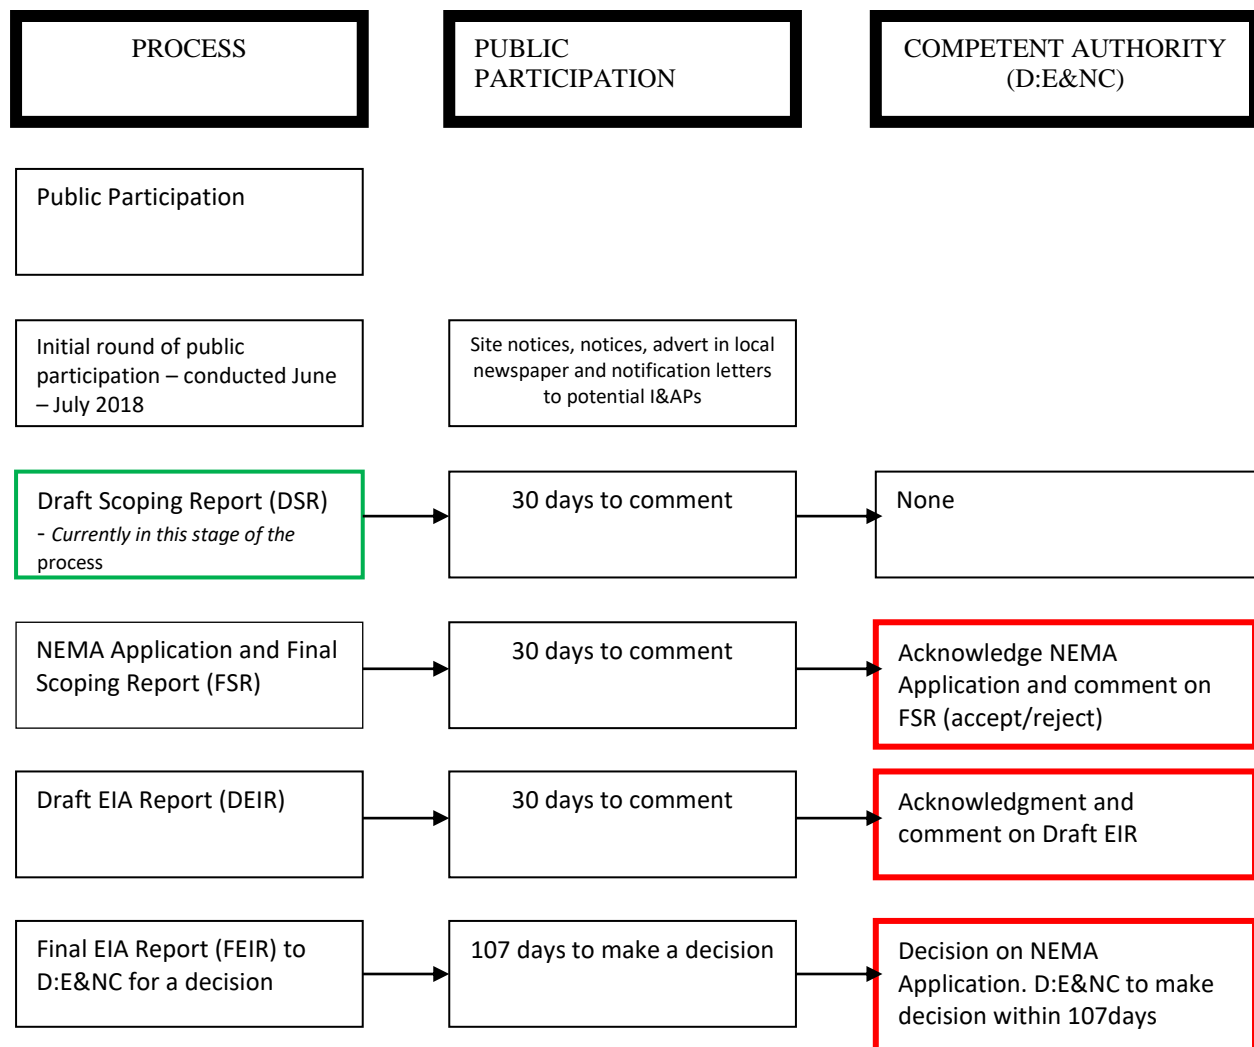 PROCESS
PUBLIC
PARTICIPATION
COMPETENT AUTHORITY
(D:E&NC)
Public Participation
Initial round of public
participation – conducted June
– July 2018
Site notices, notices, advert in local
newspaper and notification letters
to potential I&APs
Draft Scoping Report (DSR)
- Currently in this stage of the
process
30 days to comment
None
NEMA Application and Final
Scoping Report (FSR)
30 days to comment
Acknowledge NEMA
Application and comment on
FSR (accept/reject)
Draft EIA Report (DEIR)
30 days to comment
Acknowledgment and
comment on Draft EIR
Final EIA Report (FEIR) to
D:E&NC for a decision
107 days to make a decision
Decision on NEMA
Application. D:E&NC to make
decision within 107days